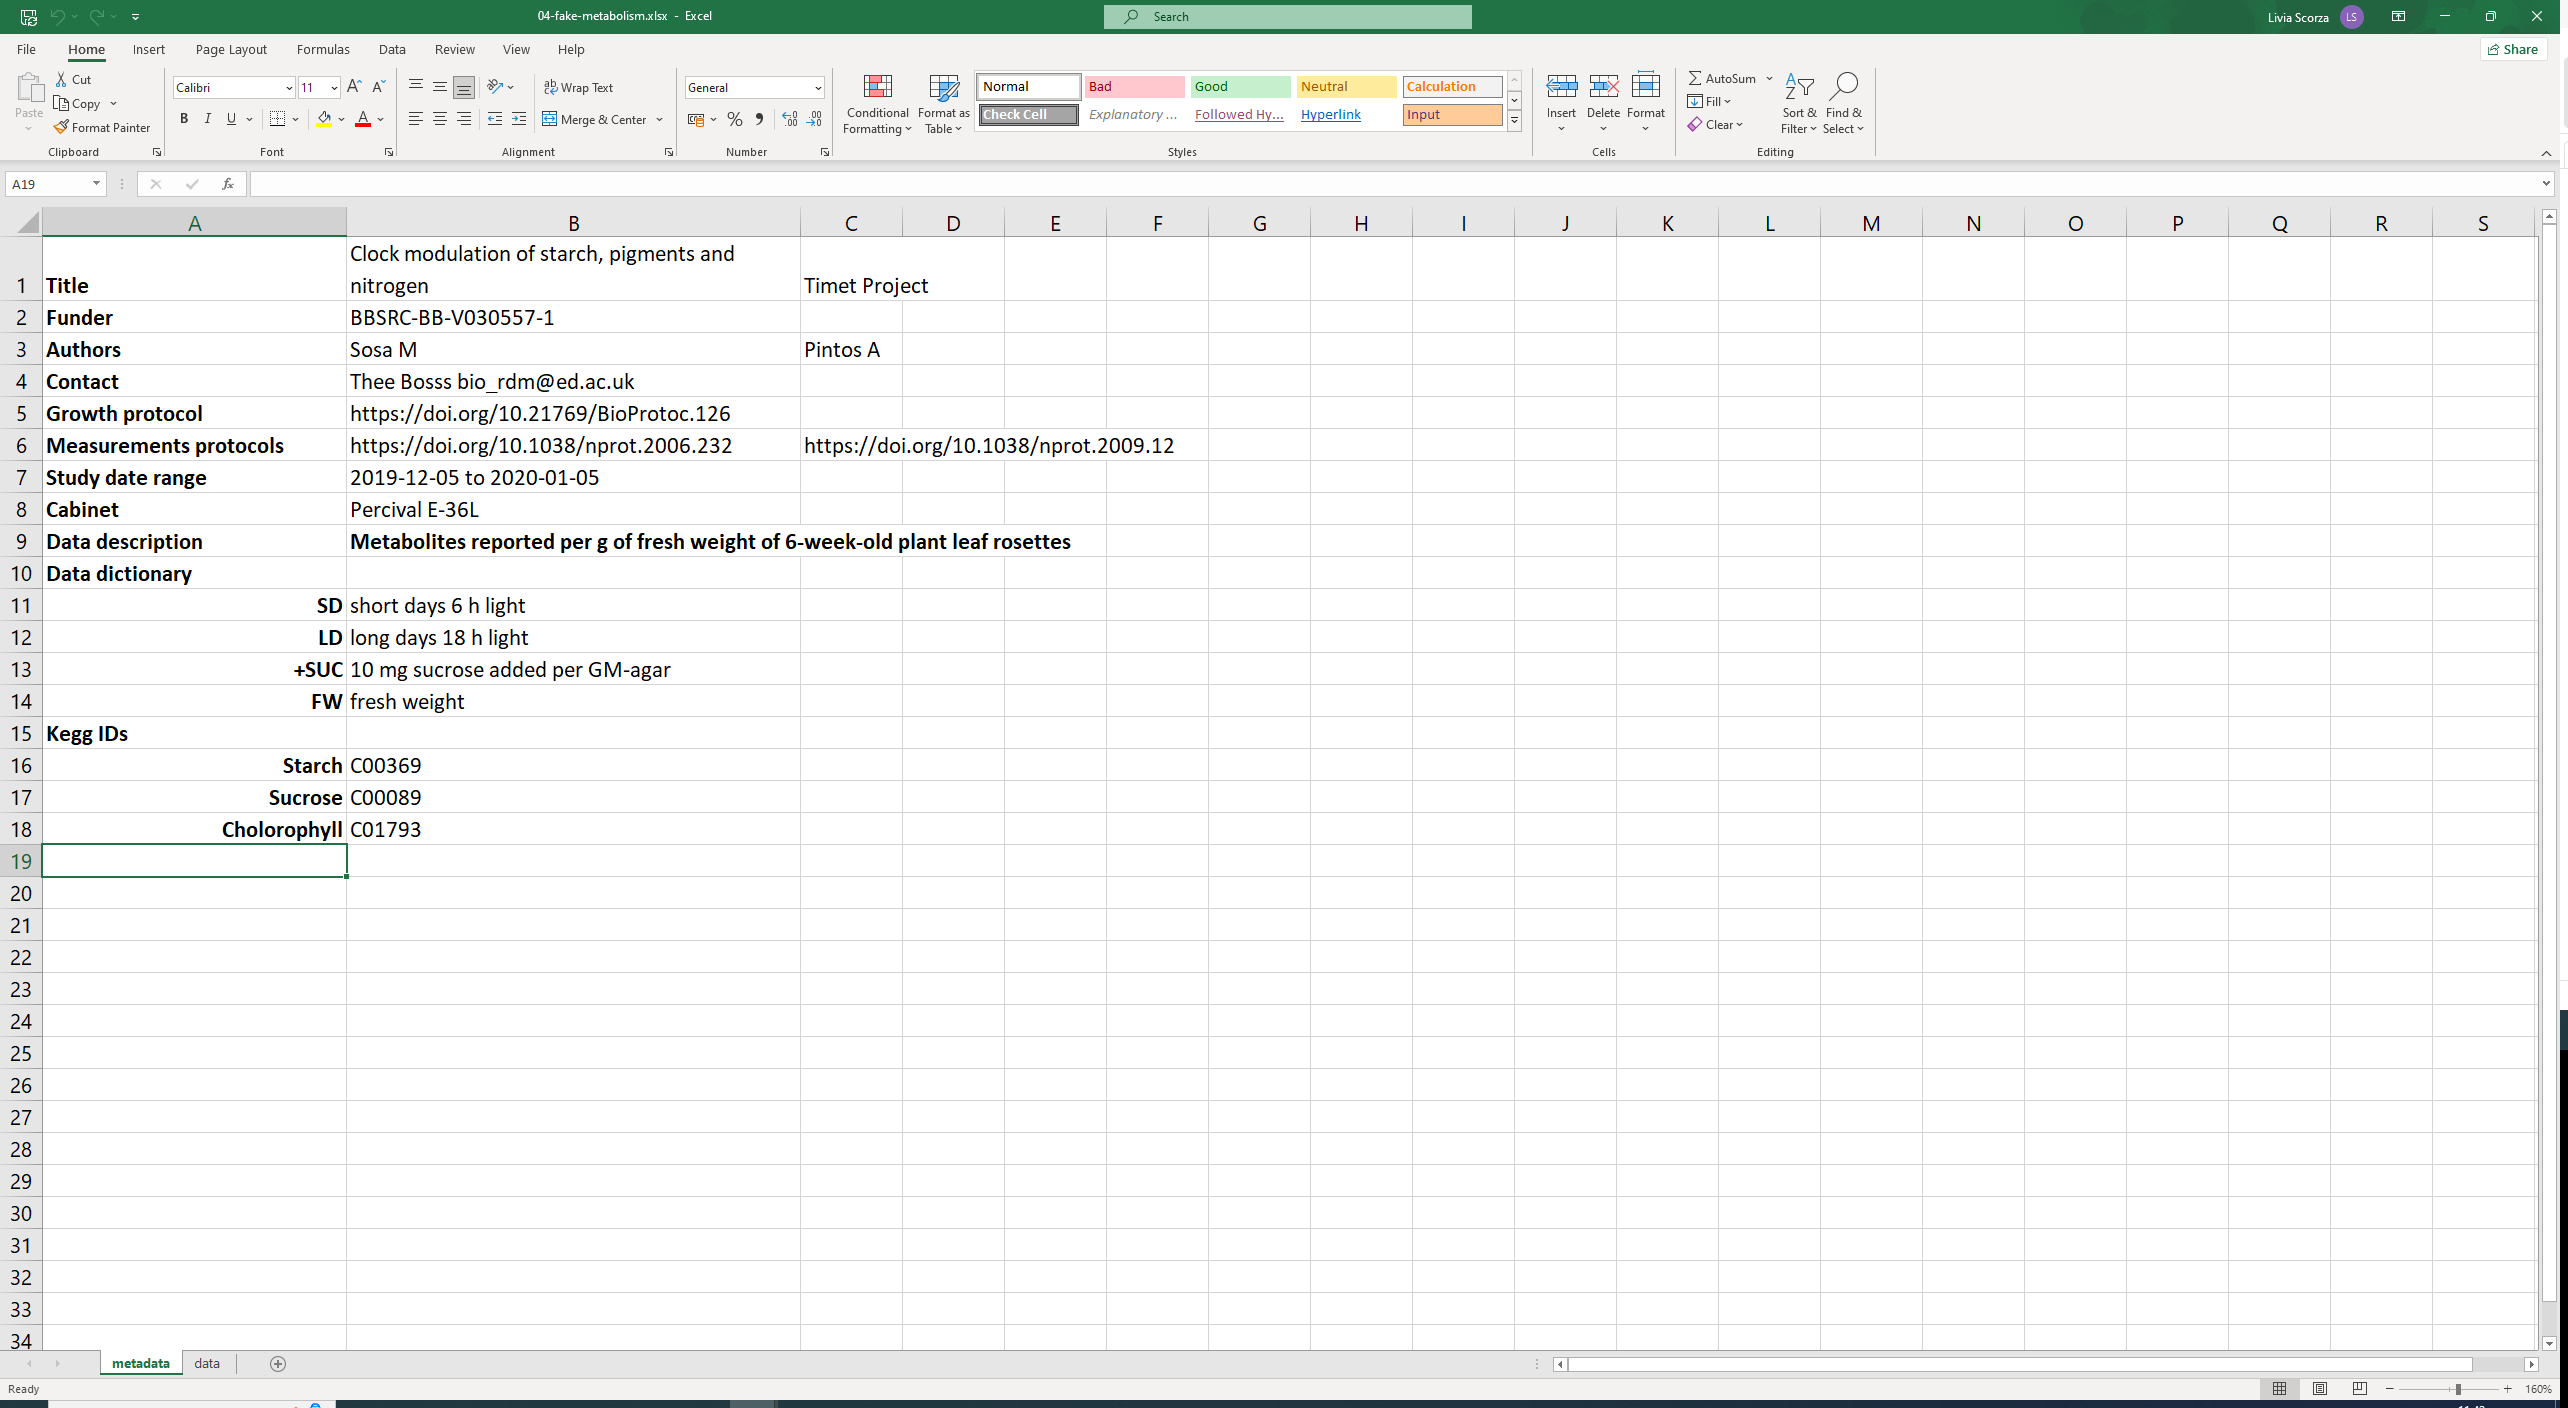 04-fake-metabolism.xlsx - Excel
Search
Livia Scorza LS
File Home Insert Page Layout Formulas Data Review View Help
Share
Paste
Cut
Copy
Format Painter
Clipboard
Calibri 11
B I U
Font
Wrap Text
Merge & Center
Alignment
General
Number
Conditional Formatting
Format as Table
Normal Bad Good Neutral Calculation
Check Cell Explanatory ... Followed Hy... Hyperlink Input
Styles
Insert Delete Format
Cells
AutoSum
Fill
Clear
Sort & Filter
Find & Select
Editing
A19
fx
A B C D E F G H I J K L M N O P Q R S
1 Title Clock modulation of starch, pigments and nitrogen Timet Project
2 Funder BBSRC-BB-V030557-1
3 Authors Sosa M Pintos A
4 Contact Thee Bosss bio_rdm@ed.ac.uk
5 Growth protocol https://doi.org/10.21769/BioProtoc.126
6 Measurements protocols https://doi.org/10.1038/nprot.2006.232 https://doi.org/10.1038/nprot.2009.12
7 Study date range 2019-12-05 to 2020-01-05
8 Cabinet Percival E-36L
9 Data description Metabolites reported per g of fresh weight of 6-week-old plant leaf rosettes
10 Data dictionary
11 SD short days 6 h light
12 LD long days 18 h light
13 +SUC 10 mg sucrose added per GM-agar
14 FW fresh weight
15 Kegg IDs
16 Starch C00369
17 Sucrose C00089
18 Cholorophyll C01793
19
20
21
22
23
24
25
26
27
28
29
30
31
32
33
34
metadata data
Ready
160%